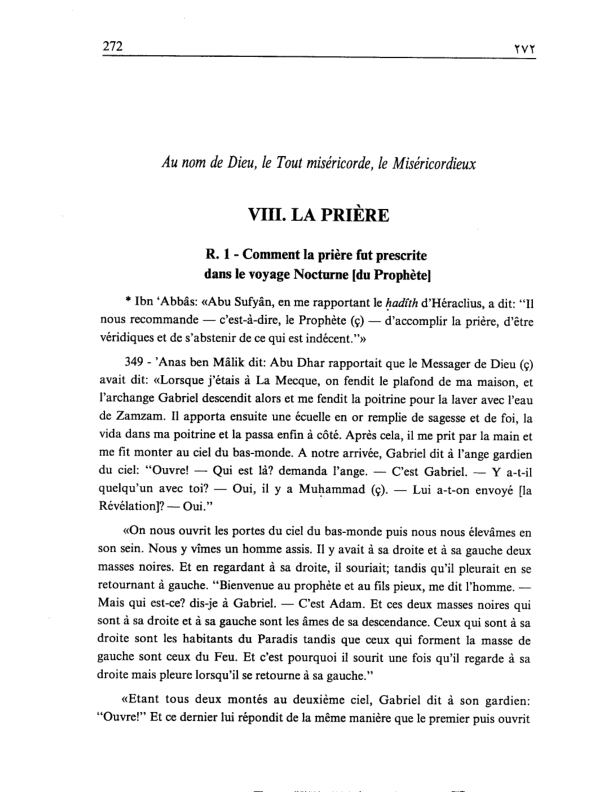 272 ٢٧٢
Au nom de Dieu, le Tout miséricorde, le Miséricordieux
VIII. LA PRIÈRE
R. 1 - Comment la prière fut prescrite
dans le voyage Nocturne [du Prophète]
* Ibn ‘Abbâs: «Abu Sufyân, en me rapportant le ḥadîth d’Héraclius, a dit: “Il
nous recommande — c’est-à-dire, le Prophète (ç) — d’accomplir la prière, d’être
véridiques et de s’abstenir de ce qui est indécent.”»
349 - ’Anas ben Mâlik dit: Abu Dhar rapportait que le Messager de Dieu (ç)
avait dit: «Lorsque j’étais à La Mecque, on fendit le plafond de ma maison, et
l’archange Gabriel descendit alors et me fendit la poitrine pour la laver avec l’eau
de Zamzam. Il apporta ensuite une écuelle en or remplie de sagesse et de foi, la
vida dans ma poitrine et la passa enfin à côté. Après cela, il me prit par la main et
me fit monter au ciel du bas-monde. A notre arrivée, Gabriel dit à l’ange gardien
du ciel: “Ouvre! — Qui est là? demanda l’ange. — C’est Gabriel. — Y a-t-il
quelqu’un avec toi? — Oui, il y a Muḥammad (ç). — Lui a-t-on envoyé [la
Révélation]? — Oui.”
«On nous ouvrit les portes du ciel du bas-monde puis nous nous élevâmes en
son sein. Nous y vîmes un homme assis. Il y avait à sa droite et à sa gauche deux
masses noires. Et en regardant à sa droite, il souriait; tandis qu’il pleurait en se
retournant à gauche. “Bienvenue au prophète et au fils pieux, me dit l’homme. —
Mais qui est-ce? dis-je à Gabriel. — C’est Adam. Et ces deux masses noires qui
sont à sa droite et à sa gauche sont les âmes de sa descendance. Ceux qui sont à sa
droite sont les habitants du Paradis tandis que ceux qui forment la masse de
gauche sont ceux du Feu. Et c’est pourquoi il sourit une fois qu’il regarde à sa
droite mais pleure lorsqu’il se retourne à sa gauche.”
«Etant tous deux montés au deuxième ciel, Gabriel dit à son gardien:
“Ouvre!” Et ce dernier lui répondit de la même manière que le premier puis ouvrit